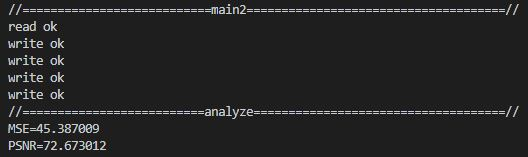 //===========================main2====================================//
read ok
write ok
write ok
write ok
write ok
//==========================analyze===================================//
MSE=45.387009
PSNR=72.673012